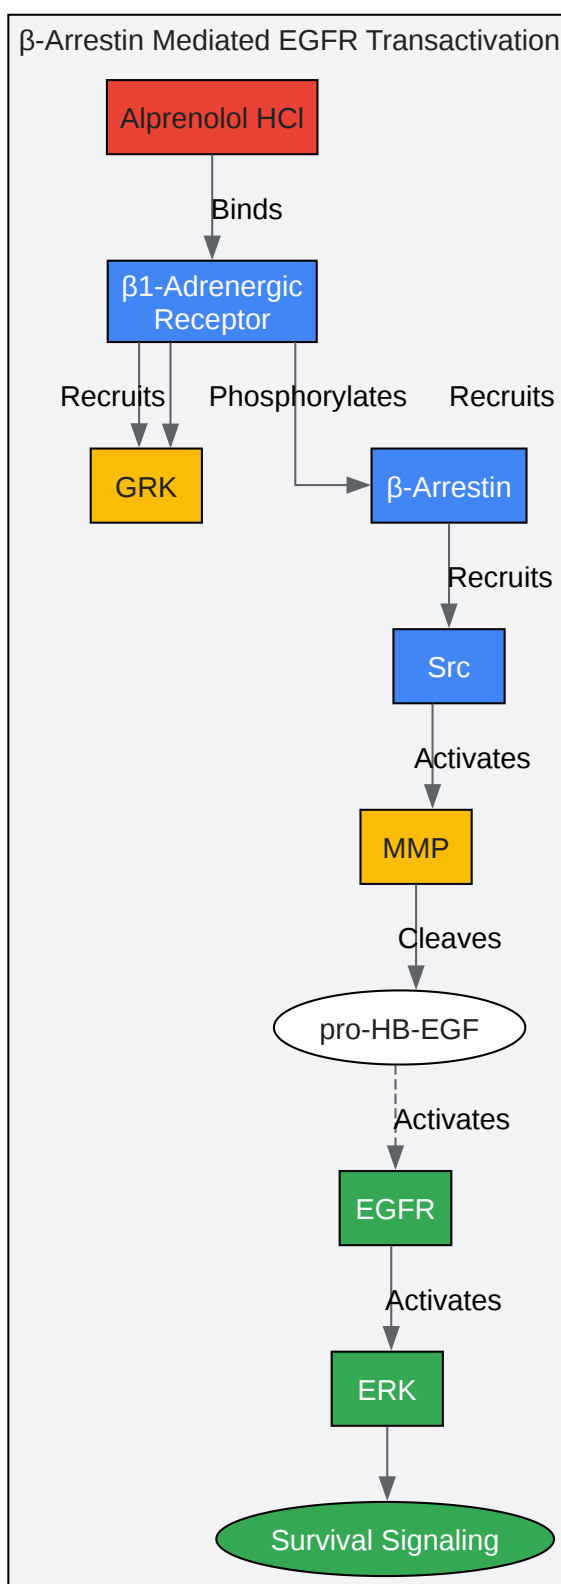 β-Arrestin Mediated EGFR Transactivation
Alprenolol HCl
Binds
β1-Adrenergic
Receptor
Recruits
Phosphorylates
Recruits
GRK
β-Arrestin
Recruits
Src
Activates
MMP
Cleaves
pro-HB-EGF
Activates
EGFR
Activates
ERK
Survival Signaling